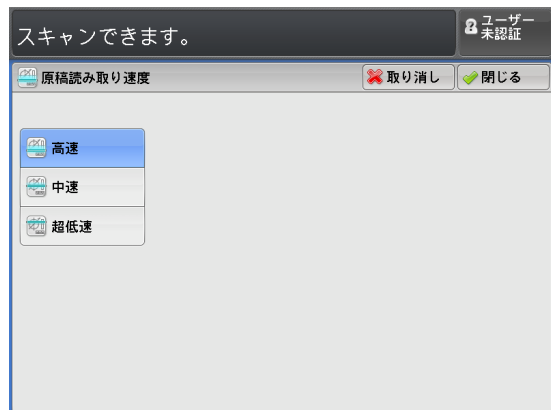 スキャンできます。
ユーザー
未認証
原稿読み取り速度
取り消し
閉じる
高速
中速
超低速